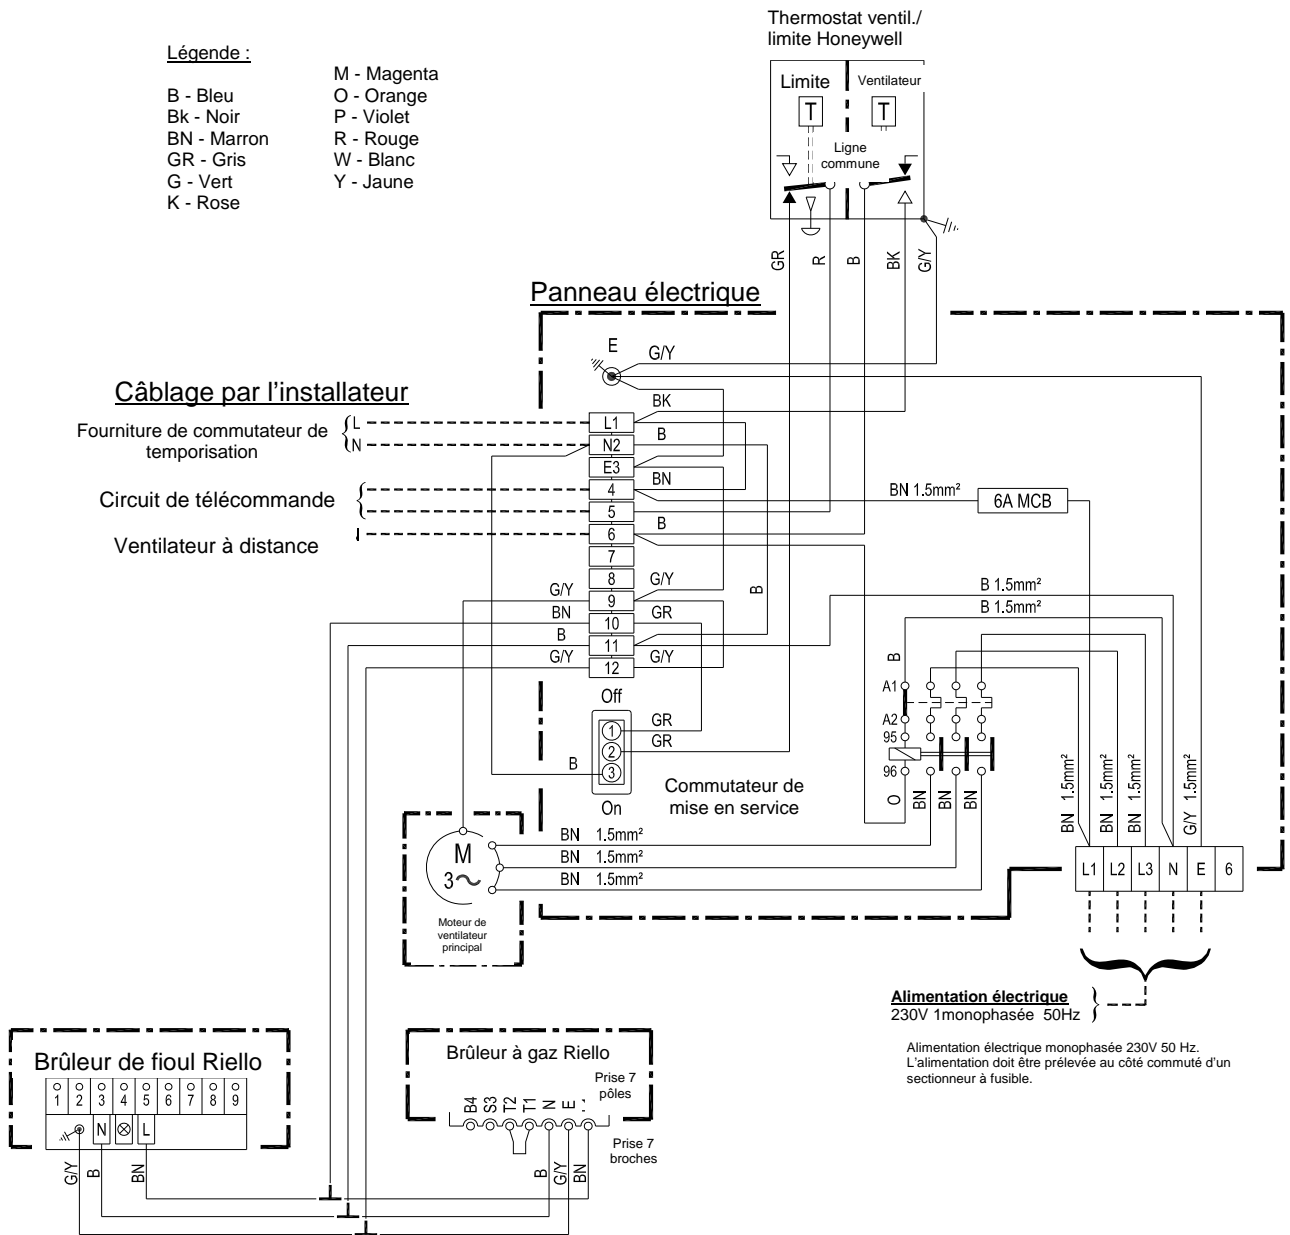 Thermostat ventil./
limite Honeywell
Légende :
M - Magenta
B - Bleu
O - Orange
Bk - Noir
P - Violet
BN - Marron
R - Rouge
GR - Gris
W - Blanc
G - Vert
Y - Jaune
K - Rose
Limite
Ventilateur
T
T
Ligne
commune
GR
R
B
BK
G/Y
Panneau électrique
E
G/Y
Câblage par l'installateur
BK
Fourniture de commutateur de
temporisation
L
N
L1
N2
B
E3
BN
Circuit de télécommande
4
BN 1.5mm²
6A MCB
5
B
Ventilateur à distance
6
7
8
G/Y
G/Y
9
B
B 1.5mm²
BN
10
GR
B 1.5mm²
B
11
G/Y
12
G/Y
B
Off
A1
1
GR
A2
2
GR
95
B
3
96
On
Commutateur de
mise en service
O
BN
BN
BN
BN 1.5mm²
BN 1.5mm²
BN 1.5mm²
G/Y 1.5mm²
BN 1.5mm²
BN 1.5mm²
BN 1.5mm²
M
3~
Moteur de
ventilateur
principal
L1
L2
L3
N
E
6
Alimentation électrique
230V 1monophasée 50Hz
Alimentation électrique monophasée 230V 50 Hz.
L'alimentation doit être prélevée au côté commuté d'un
sectionneur à fusible.
Brûleur de fioul Riello
1 2 3 4 5 6 7 8 9
N
L
G/Y
B
BN
Brûleur à gaz Riello
Prise 7
pôles
B4 S3 T2 T1 N E
Prise 7
broches
B
G/Y
BN